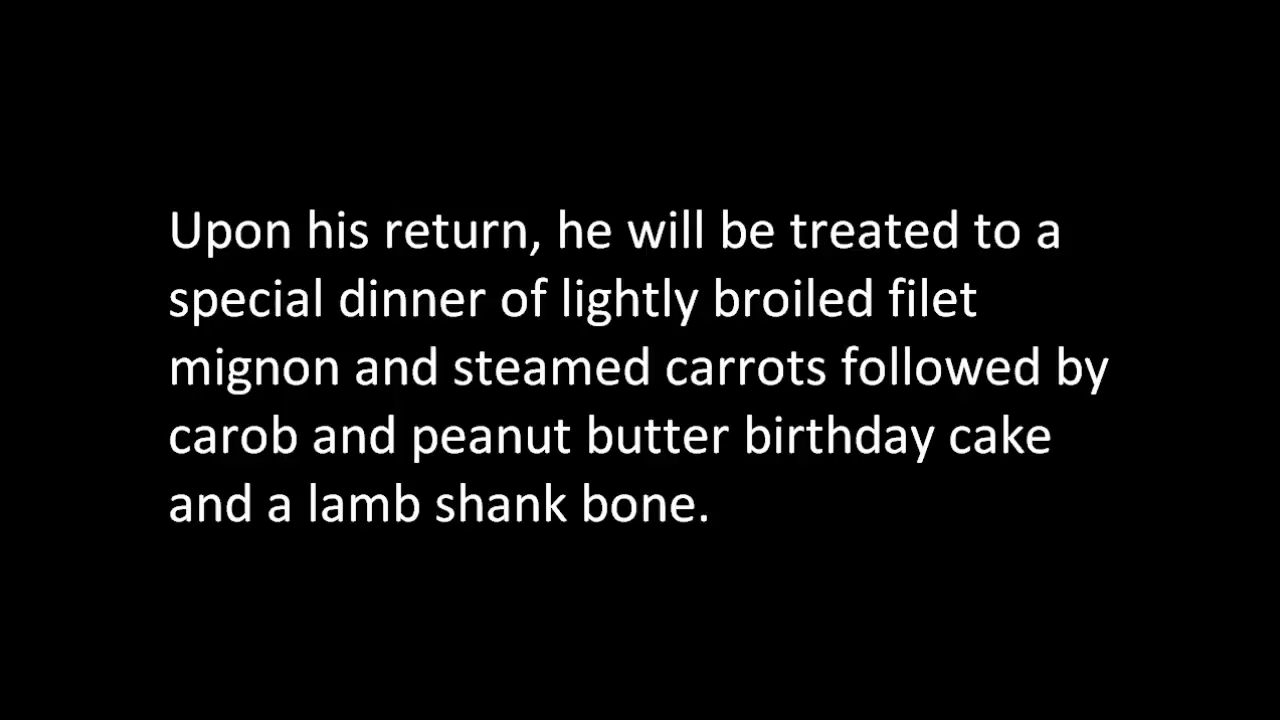 Upon his return, he will be treated to a
special dinner of lightly broiled filet
mignon and steamed carrots followed by
carob and peanut butter birthday cake
and a lamb shank bone.